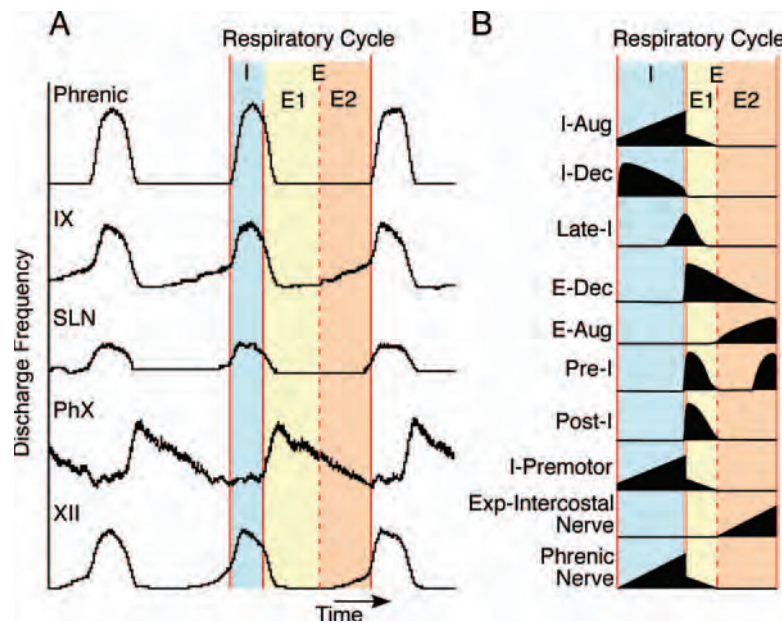 A
Respiratory Cycle
I
E
E1
E2
Phrenic
IX
SLN
PhX
XII
Discharge Frequency
Time
B
Respiratory Cycle
I
E
E1
E2
I-Aug
I-Dec
Late-I
E-Dec
E-Aug
Pre-I
Post-I
I-Premotor
Exp-Intercostal
Nerve
Phrenic
Nerve